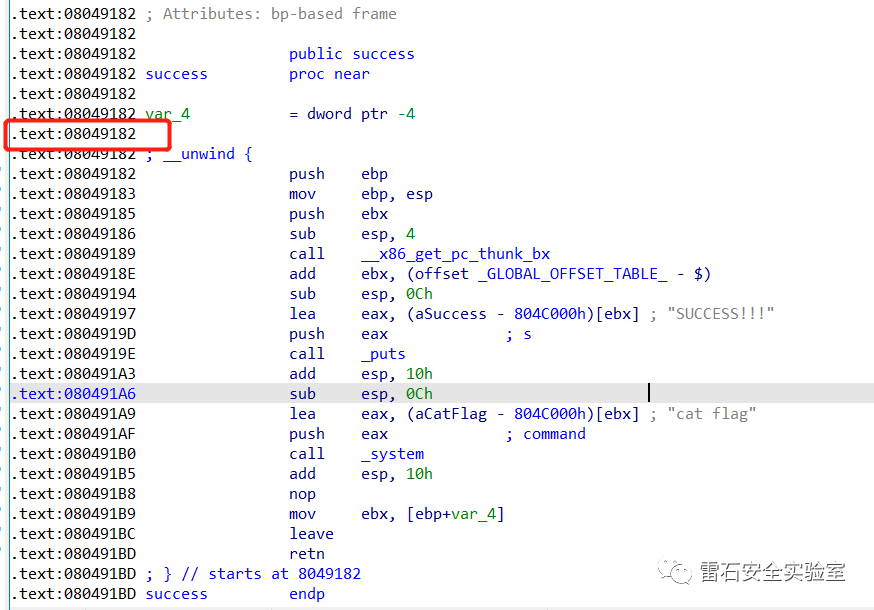 .text:08049182 ; Attributes: bp-based frame
.text:08049182
.text:08049182 public success
.text:08049182 success proc near
.text:08049182
.text:08049182 var_4 = dword ptr -4
.text:08049182
.text:08049182 ; __unwind {
.text:08049182 push ebp
.text:08049183 mov ebp, esp
.text:08049185 push ebx
.text:08049186 sub esp, 4
.text:08049189 call __x86_get_pc_thunk_bx
.text:0804918E add ebx, (offset _GLOBAL_OFFSET_TABLE_ - $)
.text:08049194 sub esp, 0Ch
.text:08049197 lea eax, (aSuccess - 804C000h)[ebx] ; "SUCCESS!!!"
.text:0804919D push eax ; s
.text:0804919E call _puts
.text:080491A3 add esp, 10h
.text:080491A6 sub esp, 0Ch
.text:080491A9 lea eax, (aCatFlag - 804C000h)[ebx] ; "cat flag"
.text:080491AF push eax ; command
.text:080491B0 call _system
.text:080491B5 add esp, 10h
.text:080491B8 nop
.text:080491B9 mov ebx, [ebp+var_4]
.text:080491BC leave
.text:080491BD retn
.text:080491BD ; } // starts at 8049182
.text:080491BD success endp
雷石安全实验室